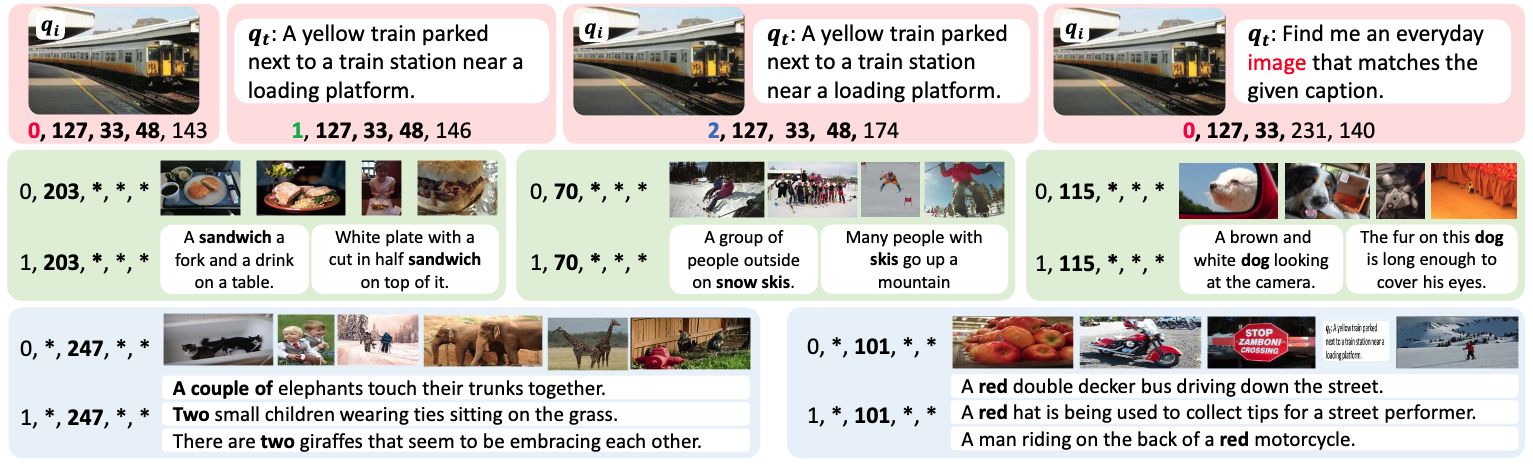 qi
qt: A yellow train parked
next to a train station near a
loading platform.
0, 127, 33, 48, 143
1, 127, 33, 48, 146
qi
qt: A yellow train parked
next to a train station
near a loading platform.
2, 127, 33, 48, 174
qi
qt: Find me an everyday
image that matches the
given caption.
0, 127, 33, 231, 140
0, 203, *, *, *
1, 203, *, *, *
A sandwich a
fork and a drink
on a table.
White plate with a
cut in half sandwich
on top of it.
0, 70, *, *, *
1, 70, *, *, *
A group of
people outside
on snow skis.
Many people with
skis go up a
mountain
0, 115, *, *, *
1, 115, *, *, *
A brown and
white dog looking
at the camera.
The fur on this dog
is long enough to
cover his eyes.
0, *, 247, *, *
1, *, 247, *, *
A couple of elephants touch their trunks together.
Two small children wearing ties sitting on the grass.
There are two giraffes that seem to be embracing each other.
0, *, 101, *, *
STOP
ZAMBONI
CROSSING
qt: A yellow train parked
next to a train station near a
loading platform.
1, *, 101, *, *
A red double decker bus driving down the street.
A red hat is being used to collect tips for a street performer.
A man riding on the back of a red motorcycle.